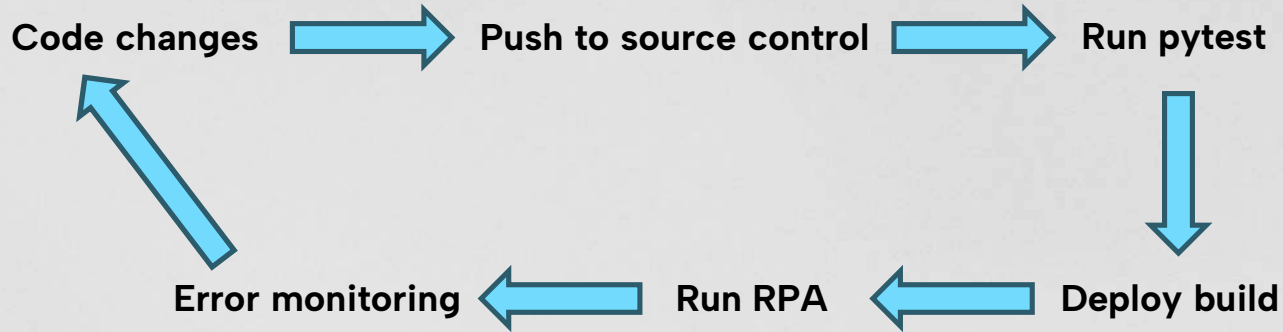 Code changes
Push to source control
Run pytest
Deploy build
Run RPA
Error monitoring